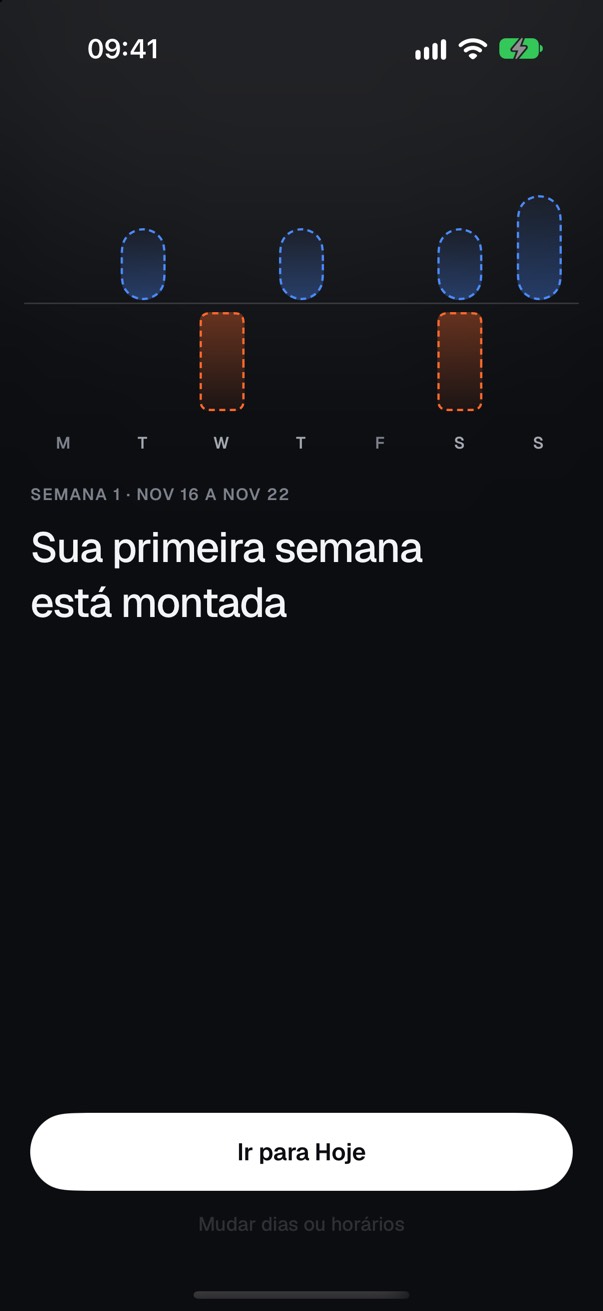 09:41
M T W T F S S
SEMANA 1 · NOV 16 A NOV 22
Sua primeira semana
está montada
Ir para Hoje
Mudar dias ou horários